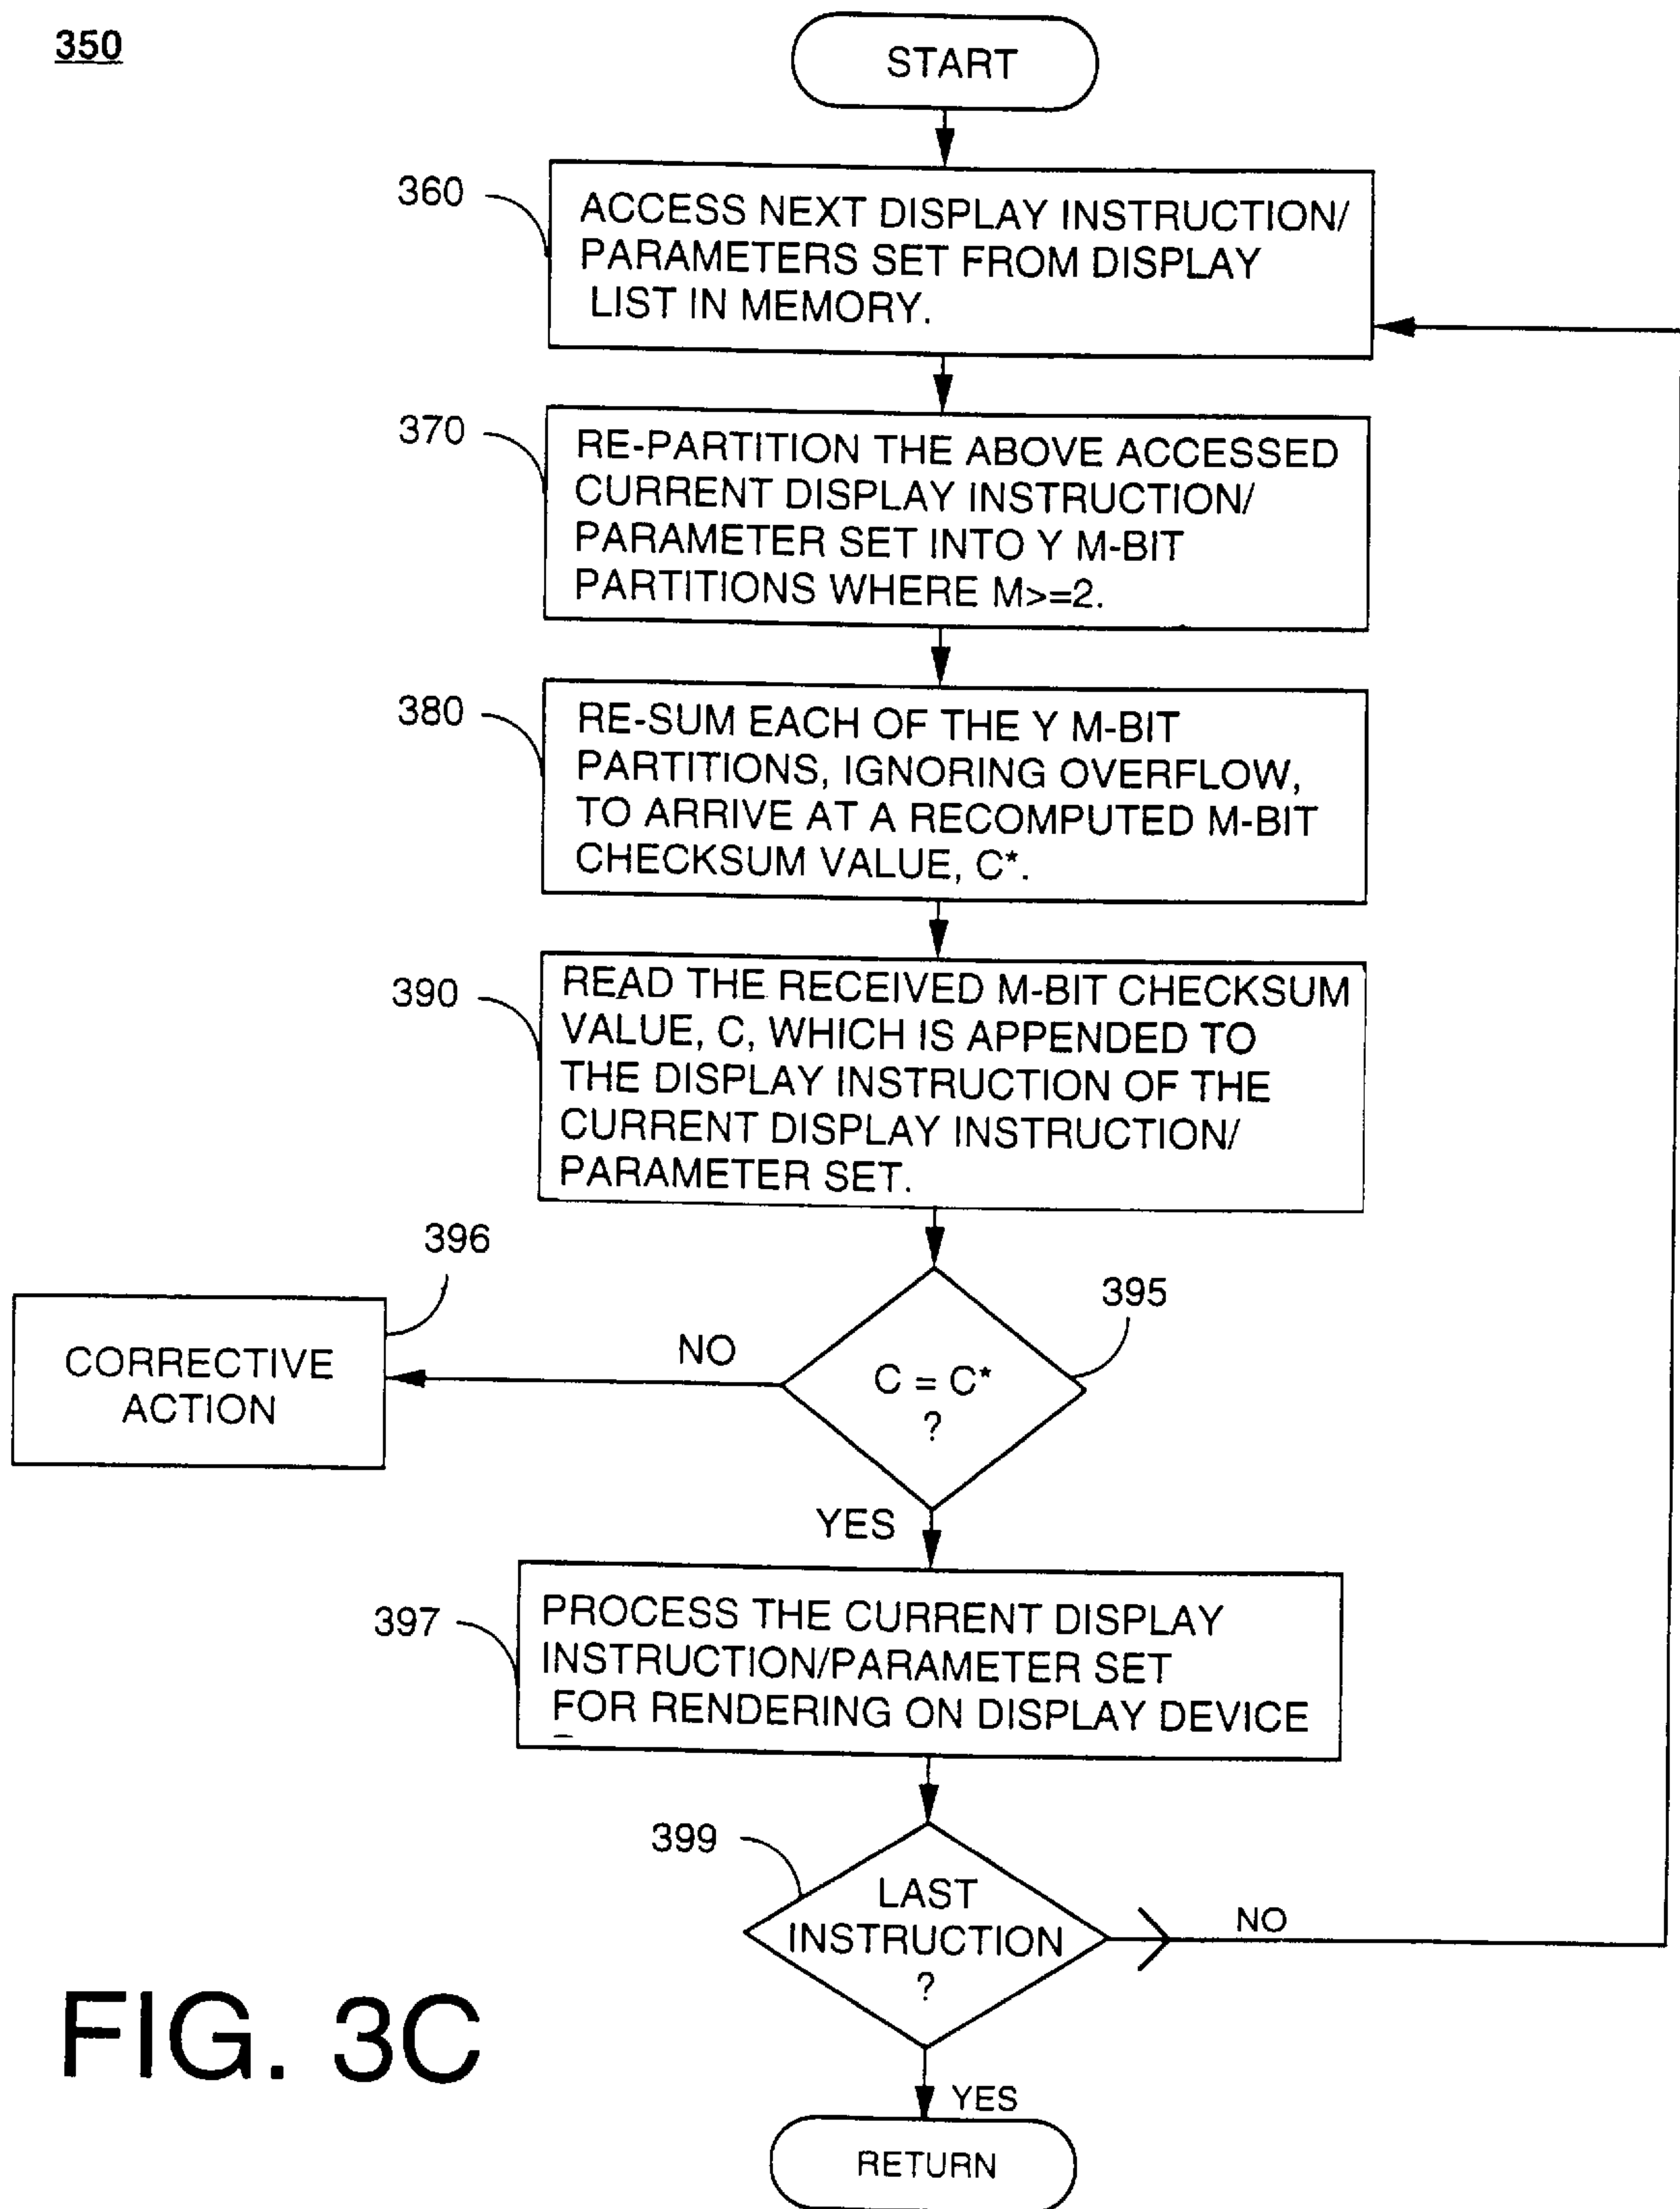 350
START
360
ACCESS NEXT DISPLAY INSTRUCTION/
PARAMETERS SET FROM DISPLAY
LIST IN MEMORY.
370
RE-PARTITION THE ABOVE ACCESSED
CURRENT DISPLAY INSTRUCTION/
PARAMETER SET INTO Y M-BIT
PARTITIONS WHERE M>=2.
380
RE-SUM EACH OF THE Y M-BIT
PARTITIONS, IGNORING OVERFLOW,
TO ARRIVE AT A RECOMPUTED M-BIT
CHECKSUM VALUE, C*.
390
READ THE RECEIVED M-BIT CHECKSUM
VALUE, C, WHICH IS APPENDED TO
THE DISPLAY INSTRUCTION OF THE
CURRENT DISPLAY INSTRUCTION/
PARAMETER SET.
396
395
CORRECTIVE
ACTION
NO
C = C*
?
YES
397
PROCESS THE CURRENT DISPLAY
INSTRUCTION/PARAMETER SET
FOR RENDERING ON DISPLAY DEVICE
399
LAST
INSTRUCTION
?
NO
YES
RETURN
FIG. 3C